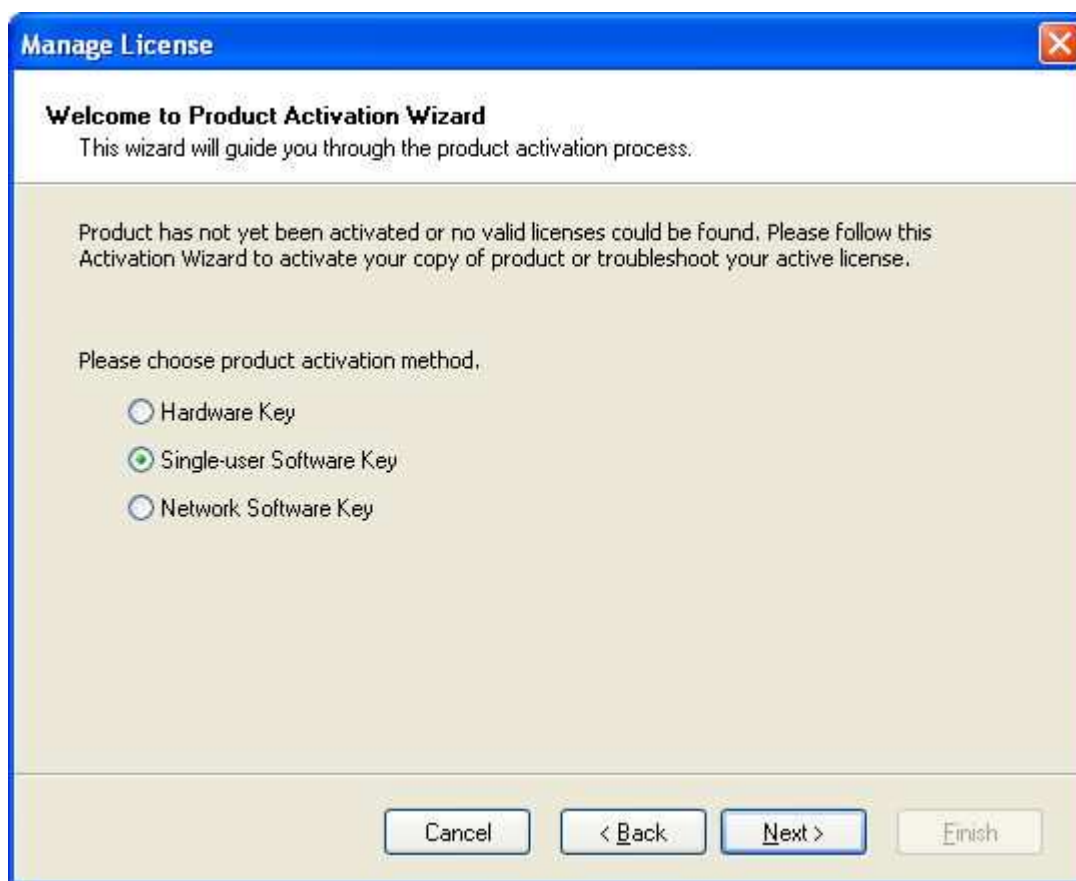 Manage License
Welcome to Product Activation Wizard
This wizard will guide you through the product activation process.
Product has not yet been activated or no valid licenses could be found. Please follow this
Activation Wizard to activate your copy of product or troubleshoot your active license.
Please choose product activation method.
Hardware Key
Single-user Software Key
Network Software Key
Cancel
< Back
Next >
Finish